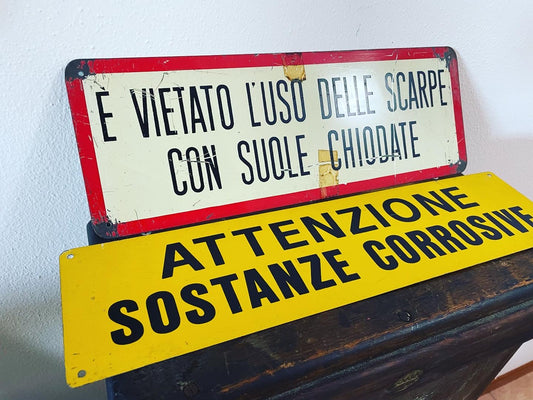 È VIETATO L'USO DELLE SCARPE
CON SUOLE CHIODATE
ATTENZIONE
SOSTANZE CORROSIVE